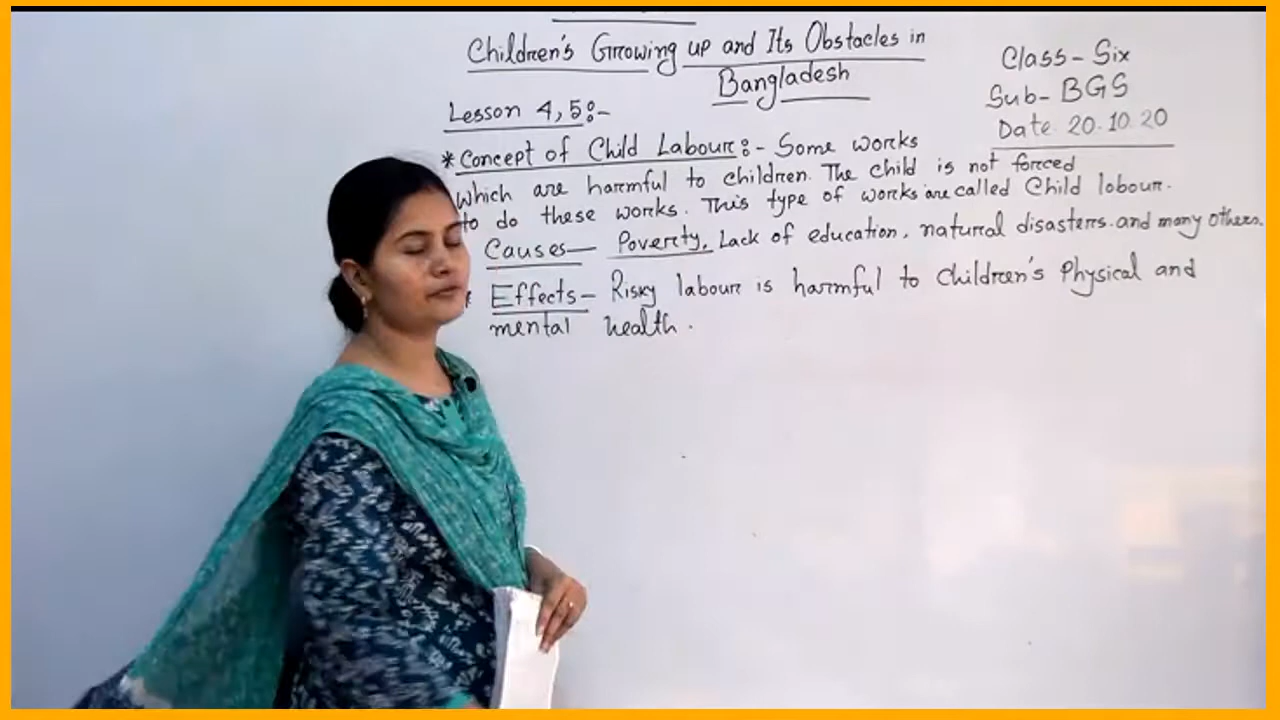 Children's Growing up and Its Obstacles in
Bangladesh
Class- Six
Sub- BGS
Date 20.10.20
Lesson 4,5:-
*Concept of Child Labour:- Some works
which are harmful to children. The child is not forced
to do these works. This type of works are called Child labour.
Causes- Poverty, Lack of education, natural disasters.and many others.
Effects- Risky labour is harmful to children's Physical and
mental health.